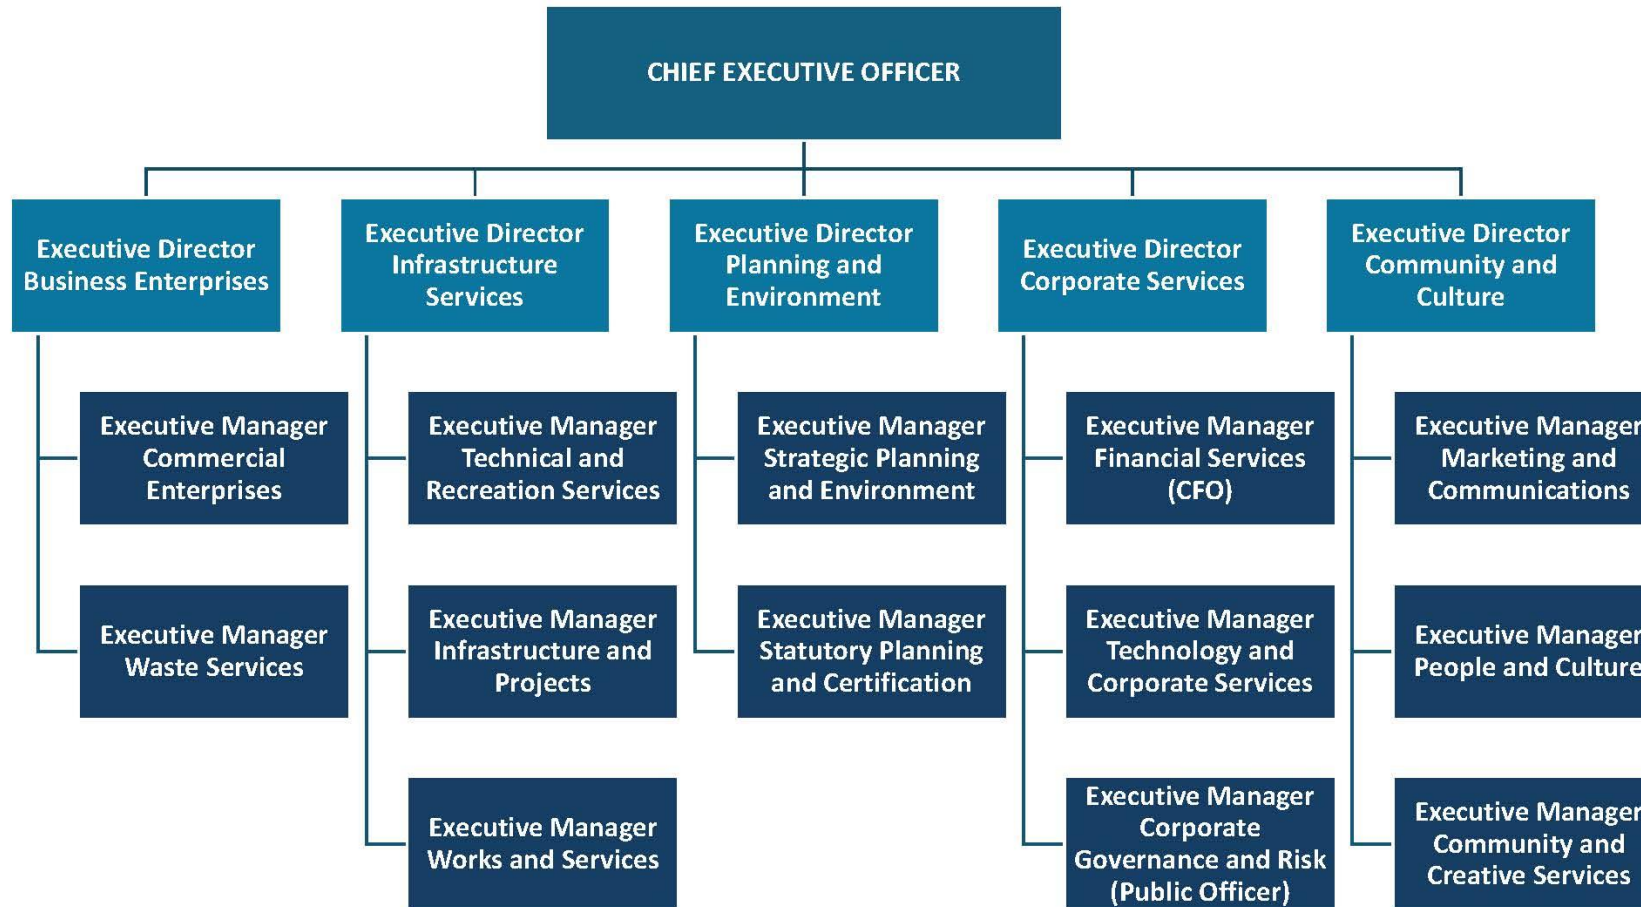 CHIEF EXECUTIVE OFFICER
Executive Director
Business Enterprises
Executive Director
Infrastructure
Services
Executive Director
Planning and
Environment
Executive Director
Corporate Services
Executive Director
Community and
Culture
Executive Manager
Commercial
Enterprises
Executive Manager
Technical and
Recreation Services
Executive Manager
Strategic Planning
and Environment
Executive Manager
Financial Services
(CFO)
Executive Manager
Marketing and
Communications
Executive Manager
Waste Services
Executive Manager
Infrastructure and
Projects
Executive Manager
Statutory Planning
and Certification
Executive Manager
Technology and
Corporate Services
Executive Manager
People and Culture
Executive Manager
Works and Services
Executive Manager
Corporate
Governance and Risk
(Public Officer)
Executive Manager
Community and
Creative Services